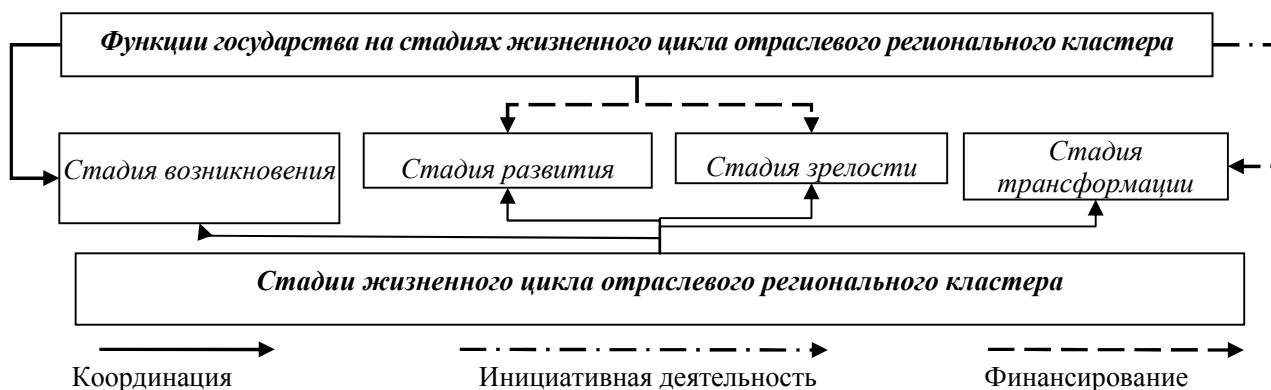 Функции государства на стадиях жизненного цикла отраслевого регионального кластера
Стадия возникновения
Стадия развития
Стадия зрелости
Стадия
трансформации
Стадии жизненного цикла отраслевого регионального кластера
Координация
Инициативная деятельность
Финансирование